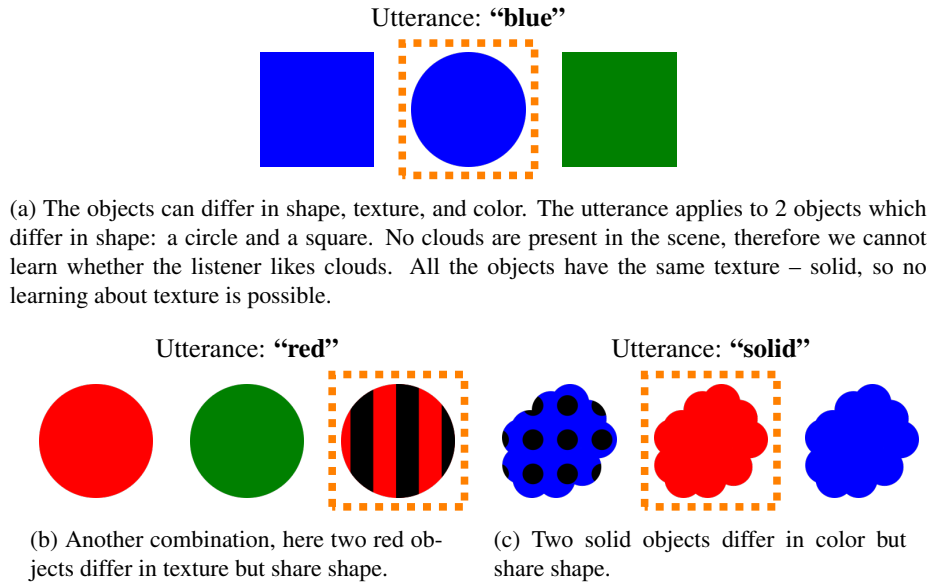 Utterance: “blue”
(a) The objects can differ in shape, texture, and color. The utterance applies to 2 objects which
differ in shape: a circle and a square. No clouds are present in the scene, therefore we cannot
learn whether the listener likes clouds. All the objects have the same texture – solid, so no
learning about texture is possible.
Utterance: “red”
(b) Another combination, here two red ob-
jects differ in texture but share shape.
Utterance: “solid”
(c) Two solid objects differ in color but
share shape.